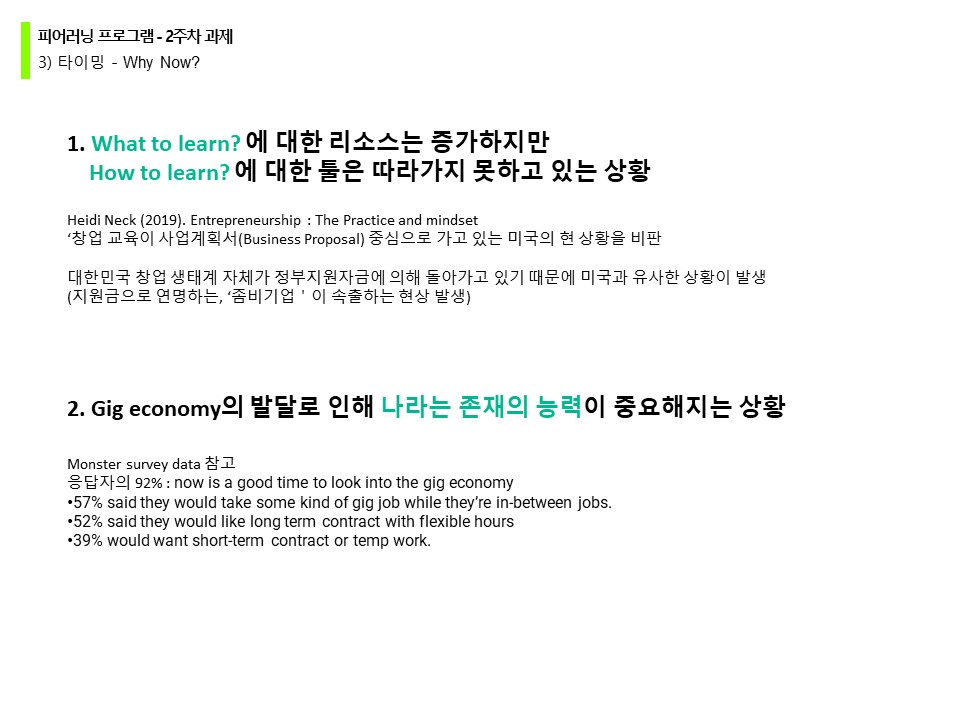 피어러닝 프로그램 - 2주차 과제
3) 타이밍 - Why Now?
1. What to learn? 에 대한 리소스는 증가하지만
How to learn? 에 대한 툴은 따라가지 못하고 있는 상황
Heidi Neck (2019). Entrepreneurship : The Practice and mindset
‘창업 교육이 사업계획서(Business Proposal) 중심으로 가고 있는 미국의 현 상황을 비판
대한민국 창업 생태계 자체가 정부지원자금에 의해 돌아가고 있기 때문에 미국과 유사한 상황이 발생
(지원금으로 연명하는, ‘좀비기업＇이 속출하는 현상 발생)
2. Gig economy의 발달로 인해 나라는 존재의 능력이 중요해지는 상황
Monster survey data 참고
응답자의 92% : now is a good time to look into the gig economy
•57% said they would take some kind of gig job while they’re in-between jobs.
•52% said they would like long term contract with flexible hours
•39% would want short-term contract or temp work.